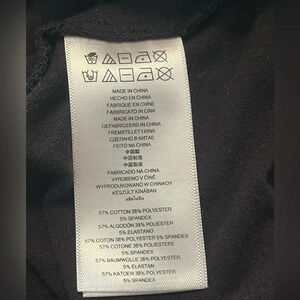 MADE IN CHINA
HECHO EN CHINA
FABRIQUÉ EN CHINE
FABBRICATO IN CINA
MADE IN CHINA
GEFABRICEERD IN CHINA
FREMSTILLET I KINA
СДЕЛАНО В КИТАЕ
FEITO NA CHINA
中国製
中国制造
中國製造
FABRICADO NA CHINA
VYROBENO V ČÍNĚ
WYPRODUKOWANO W CHINACH
KÉSZÜLT KÍNÁBAN
57% COTTON 38% POLYESTER
5% SPANDEX
57% ALGODÓN 38% POLYESTER
5% ELASTANO
57% COTTON 38% POLYESTER 5% SPANDEX
57% COTONE 38% POLIESTERE
5% SPANDEX
57% BAUMWOLLE 38% POLYESTER
5% ELASTAN
57% KATOEN 38% POLYESTER
5% SPANDEX